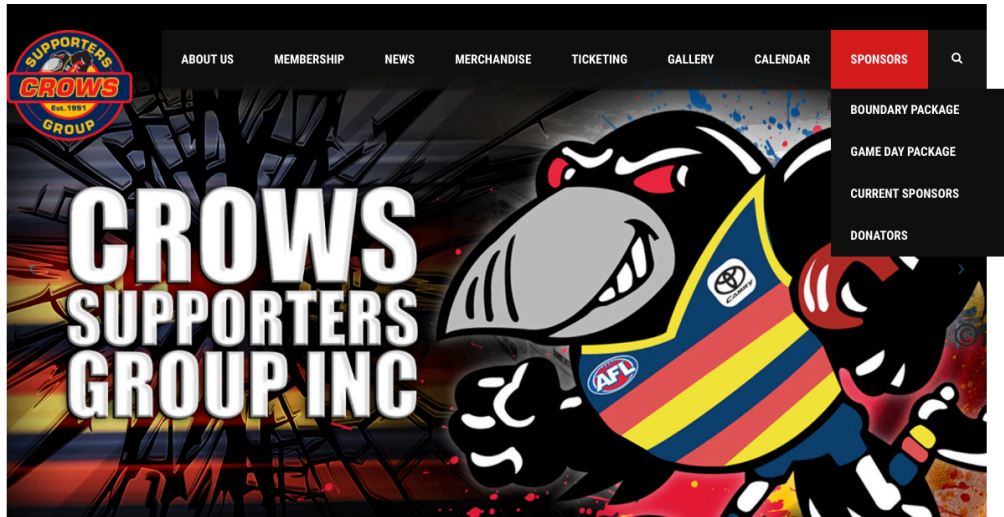 SUPPORTERS
CROWS
Est. 1991
GROUP
ABOUT US
MEMBERSHIP
NEWS
MERCHANDISE
TICKETING
GALLERY
CALENDAR
SPONSORS
BOUNDARY PACKAGE
GAME DAY PACKAGE
CURRENT SPONSORS
DONATORS
CROWS
SUPPORTERS
GROUP INC
CAMRY
AFL
©